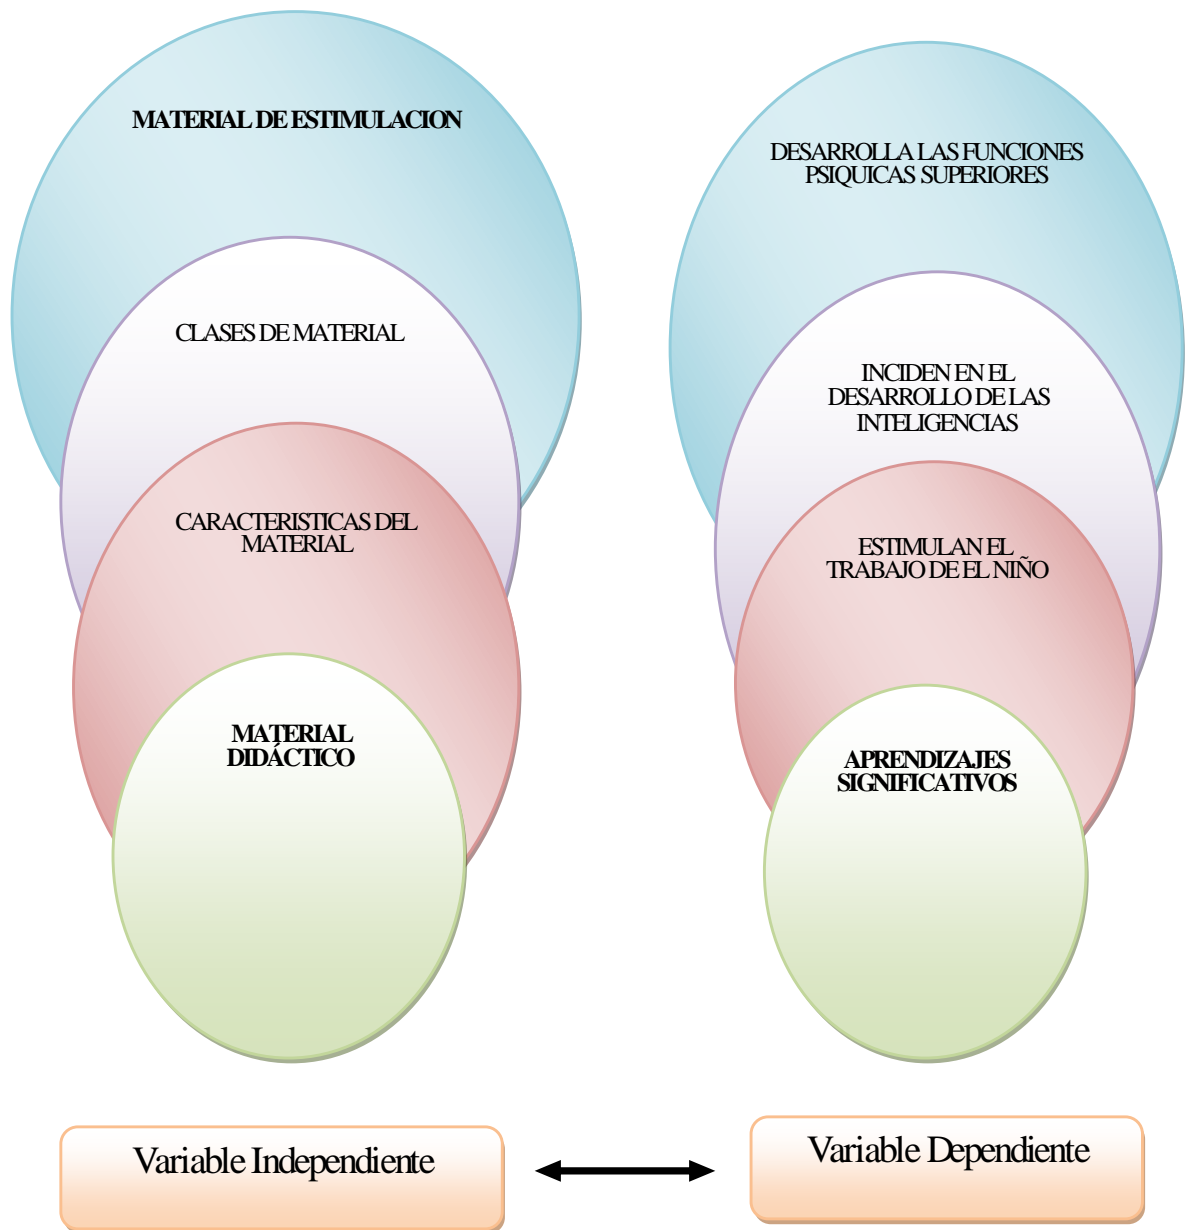 MATERIAL DE ESTIMULACION
CLASES DE MATERIAL
CARACTERISTICAS DEL
MATERIAL
MATERIAL
DIDÁCTICO
Variable Independiente
DESARROLLA LAS FUNCIONES
PSIQUICAS SUPERIORES
INCIDEN EN EL
DESARROLLO DE LAS
INTELIGENCIAS
ESTIMULAN EL
TRABAJO DE EL NIÑO
APRENDIZAJES
SIGNIFICATIVOS
Variable Dependiente